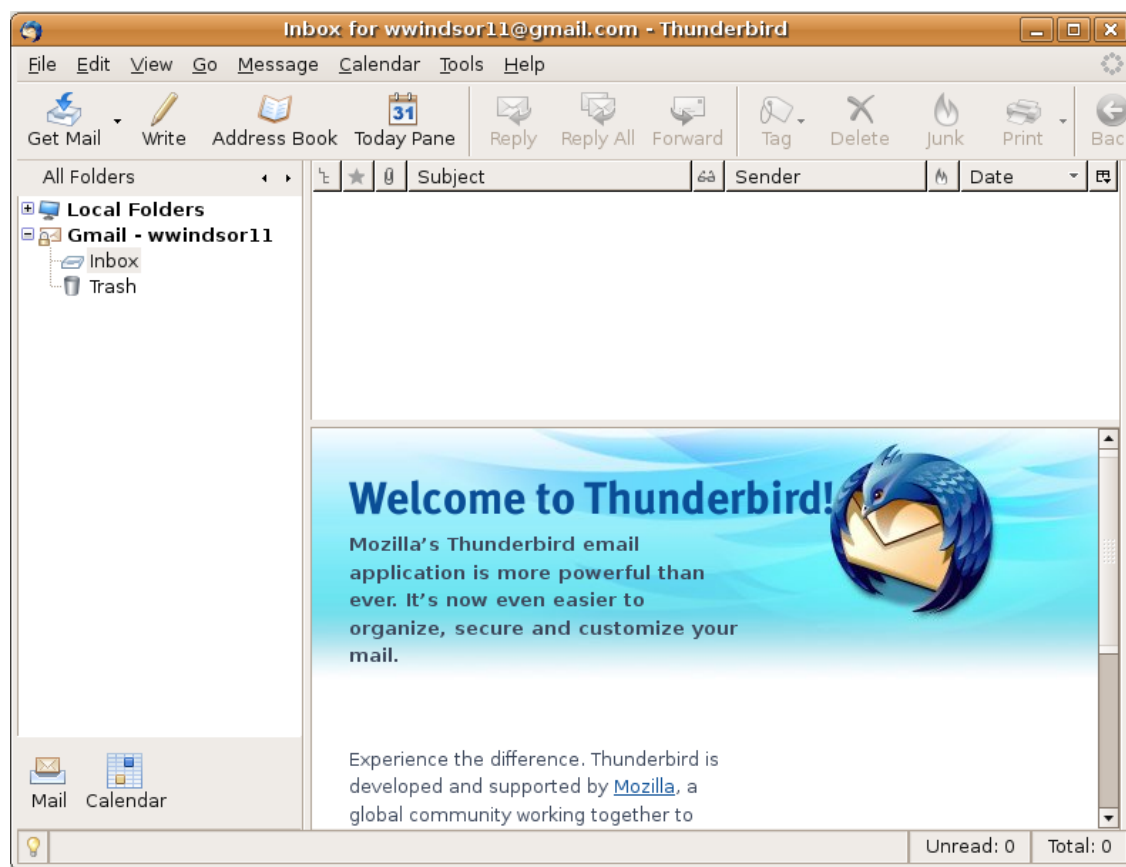 Inbox for wwindsor11@gmail.com - Thunderbird
File Edit View Go Message Calendar Tools Help
31
Get Mail Write Address Book Today Pane Reply Reply All Forward Tag Delete Junk Print Bac
All Folders Subject Sender Date
Local Folders
Gmail - wwindsor11
Inbox
Trash
Welcome to Thunderbird!
Mozilla's Thunderbird email
application is more powerful than
ever. It's now even easier to
organize, secure and customize your
mail.
Experience the difference. Thunderbird is
developed and supported by Mozilla, a
global community working together to
Mail Calendar
Unread: 0 Total: 0